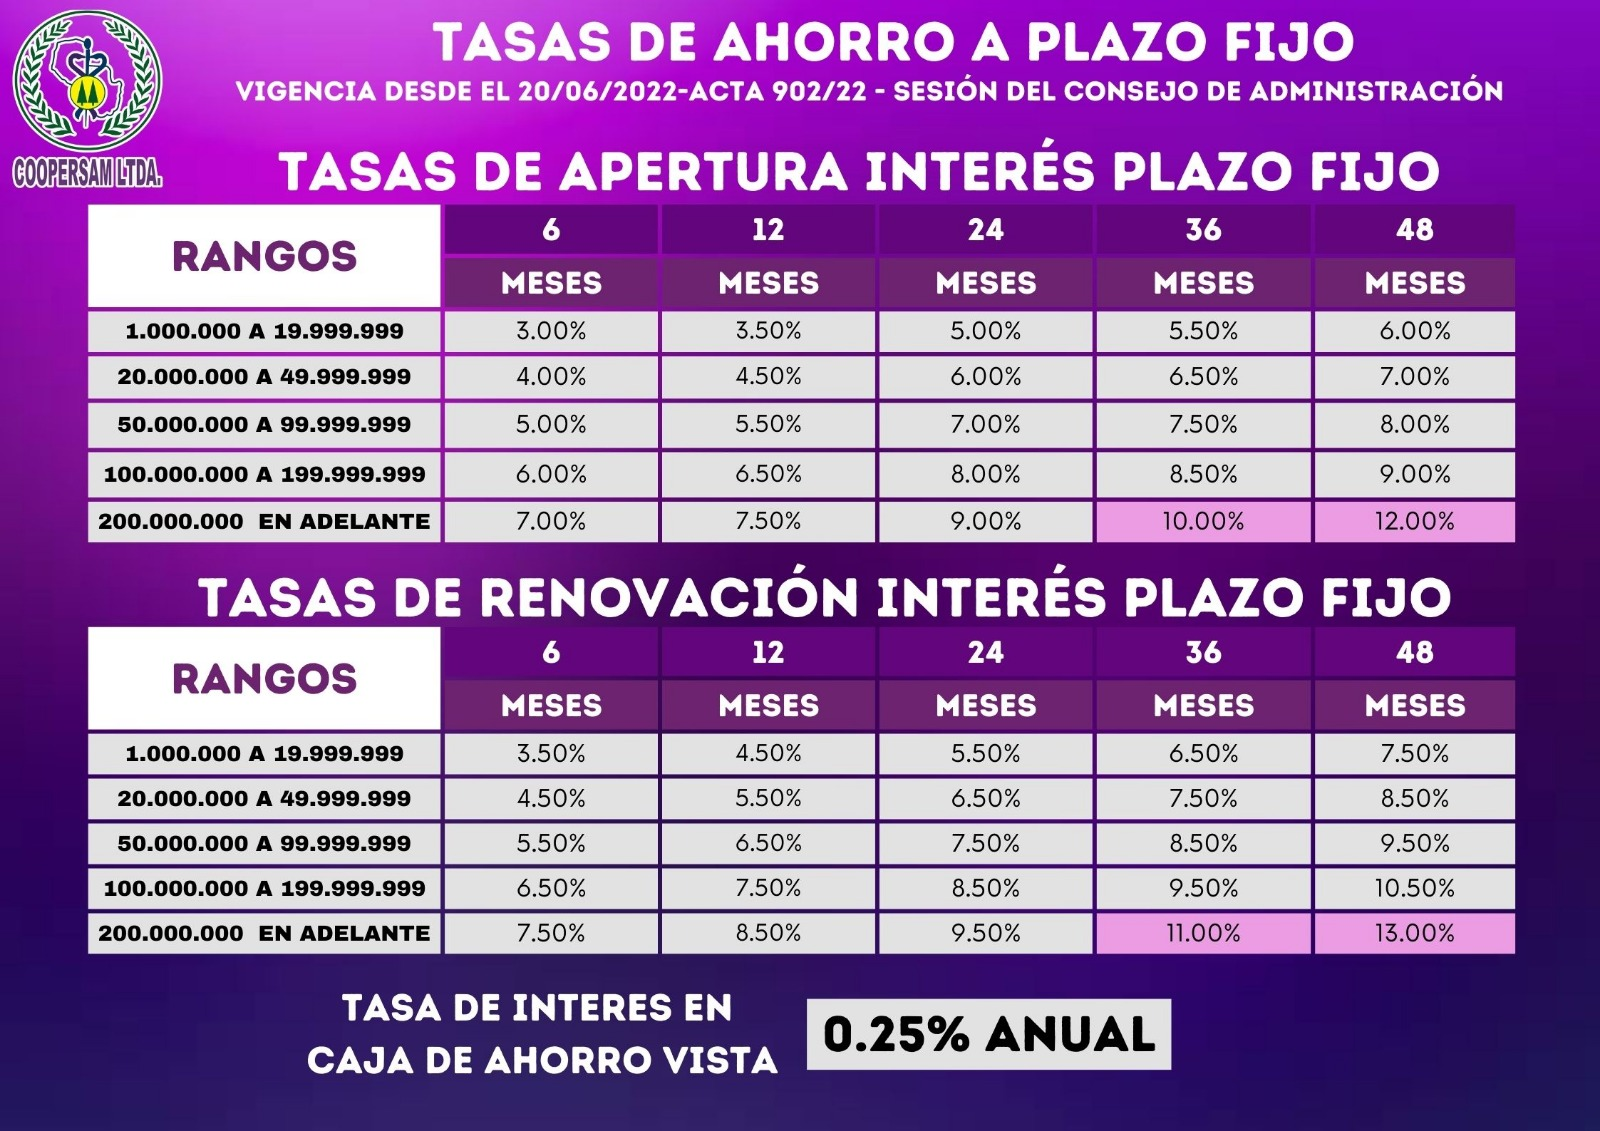 TASAS DE AHORRO A PLAZO FIJO
VIGENCIA DESDE EL 20/06/2022-ACTA 902/22 - SESIÓN DEL CONSEJO DE ADMINISTRACIÓN
COOPERSAM LTDA.
TASAS DE APERTURA INTERÉS PLAZO FIJO
RANGOS 6 12 24 36 48
MESES MESES MESES MESES MESES
1.000.000 A 19.999.999 3.00% 3.50% 5.00% 5.50% 6.00%
20.000.000 A 49.999.999 4.00% 4.50% 6.00% 6.50% 7.00%
50.000.000 A 99.999.999 5.00% 5.50% 7.00% 7.50% 8.00%
100.000.000 A 199.999.999 6.00% 6.50% 8.00% 8.50% 9.00%
200.000.000 EN ADELANTE 7.00% 7.50% 9.00% 10.00% 12.00%
TASAS DE RENOVACIÓN INTERÉS PLAZO FIJO
RANGOS 6 12 24 36 48
MESES MESES MESES MESES MESES
1.000.000 A 19.999.999 3.50% 4.50% 5.50% 6.50% 7.50%
20.000.000 A 49.999.999 4.50% 5.50% 6.50% 7.50% 8.50%
50.000.000 A 99.999.999 5.50% 6.50% 7.50% 8.50% 9.50%
100.000.000 A 199.999.999 6.50% 7.50% 8.50% 9.50% 10.50%
200.000.000 EN ADELANTE 7.50% 8.50% 9.50% 11.00% 13.00%
TASA DE INTERES EN
CAJA DE AHORRO VISTA
0.25% ANUAL